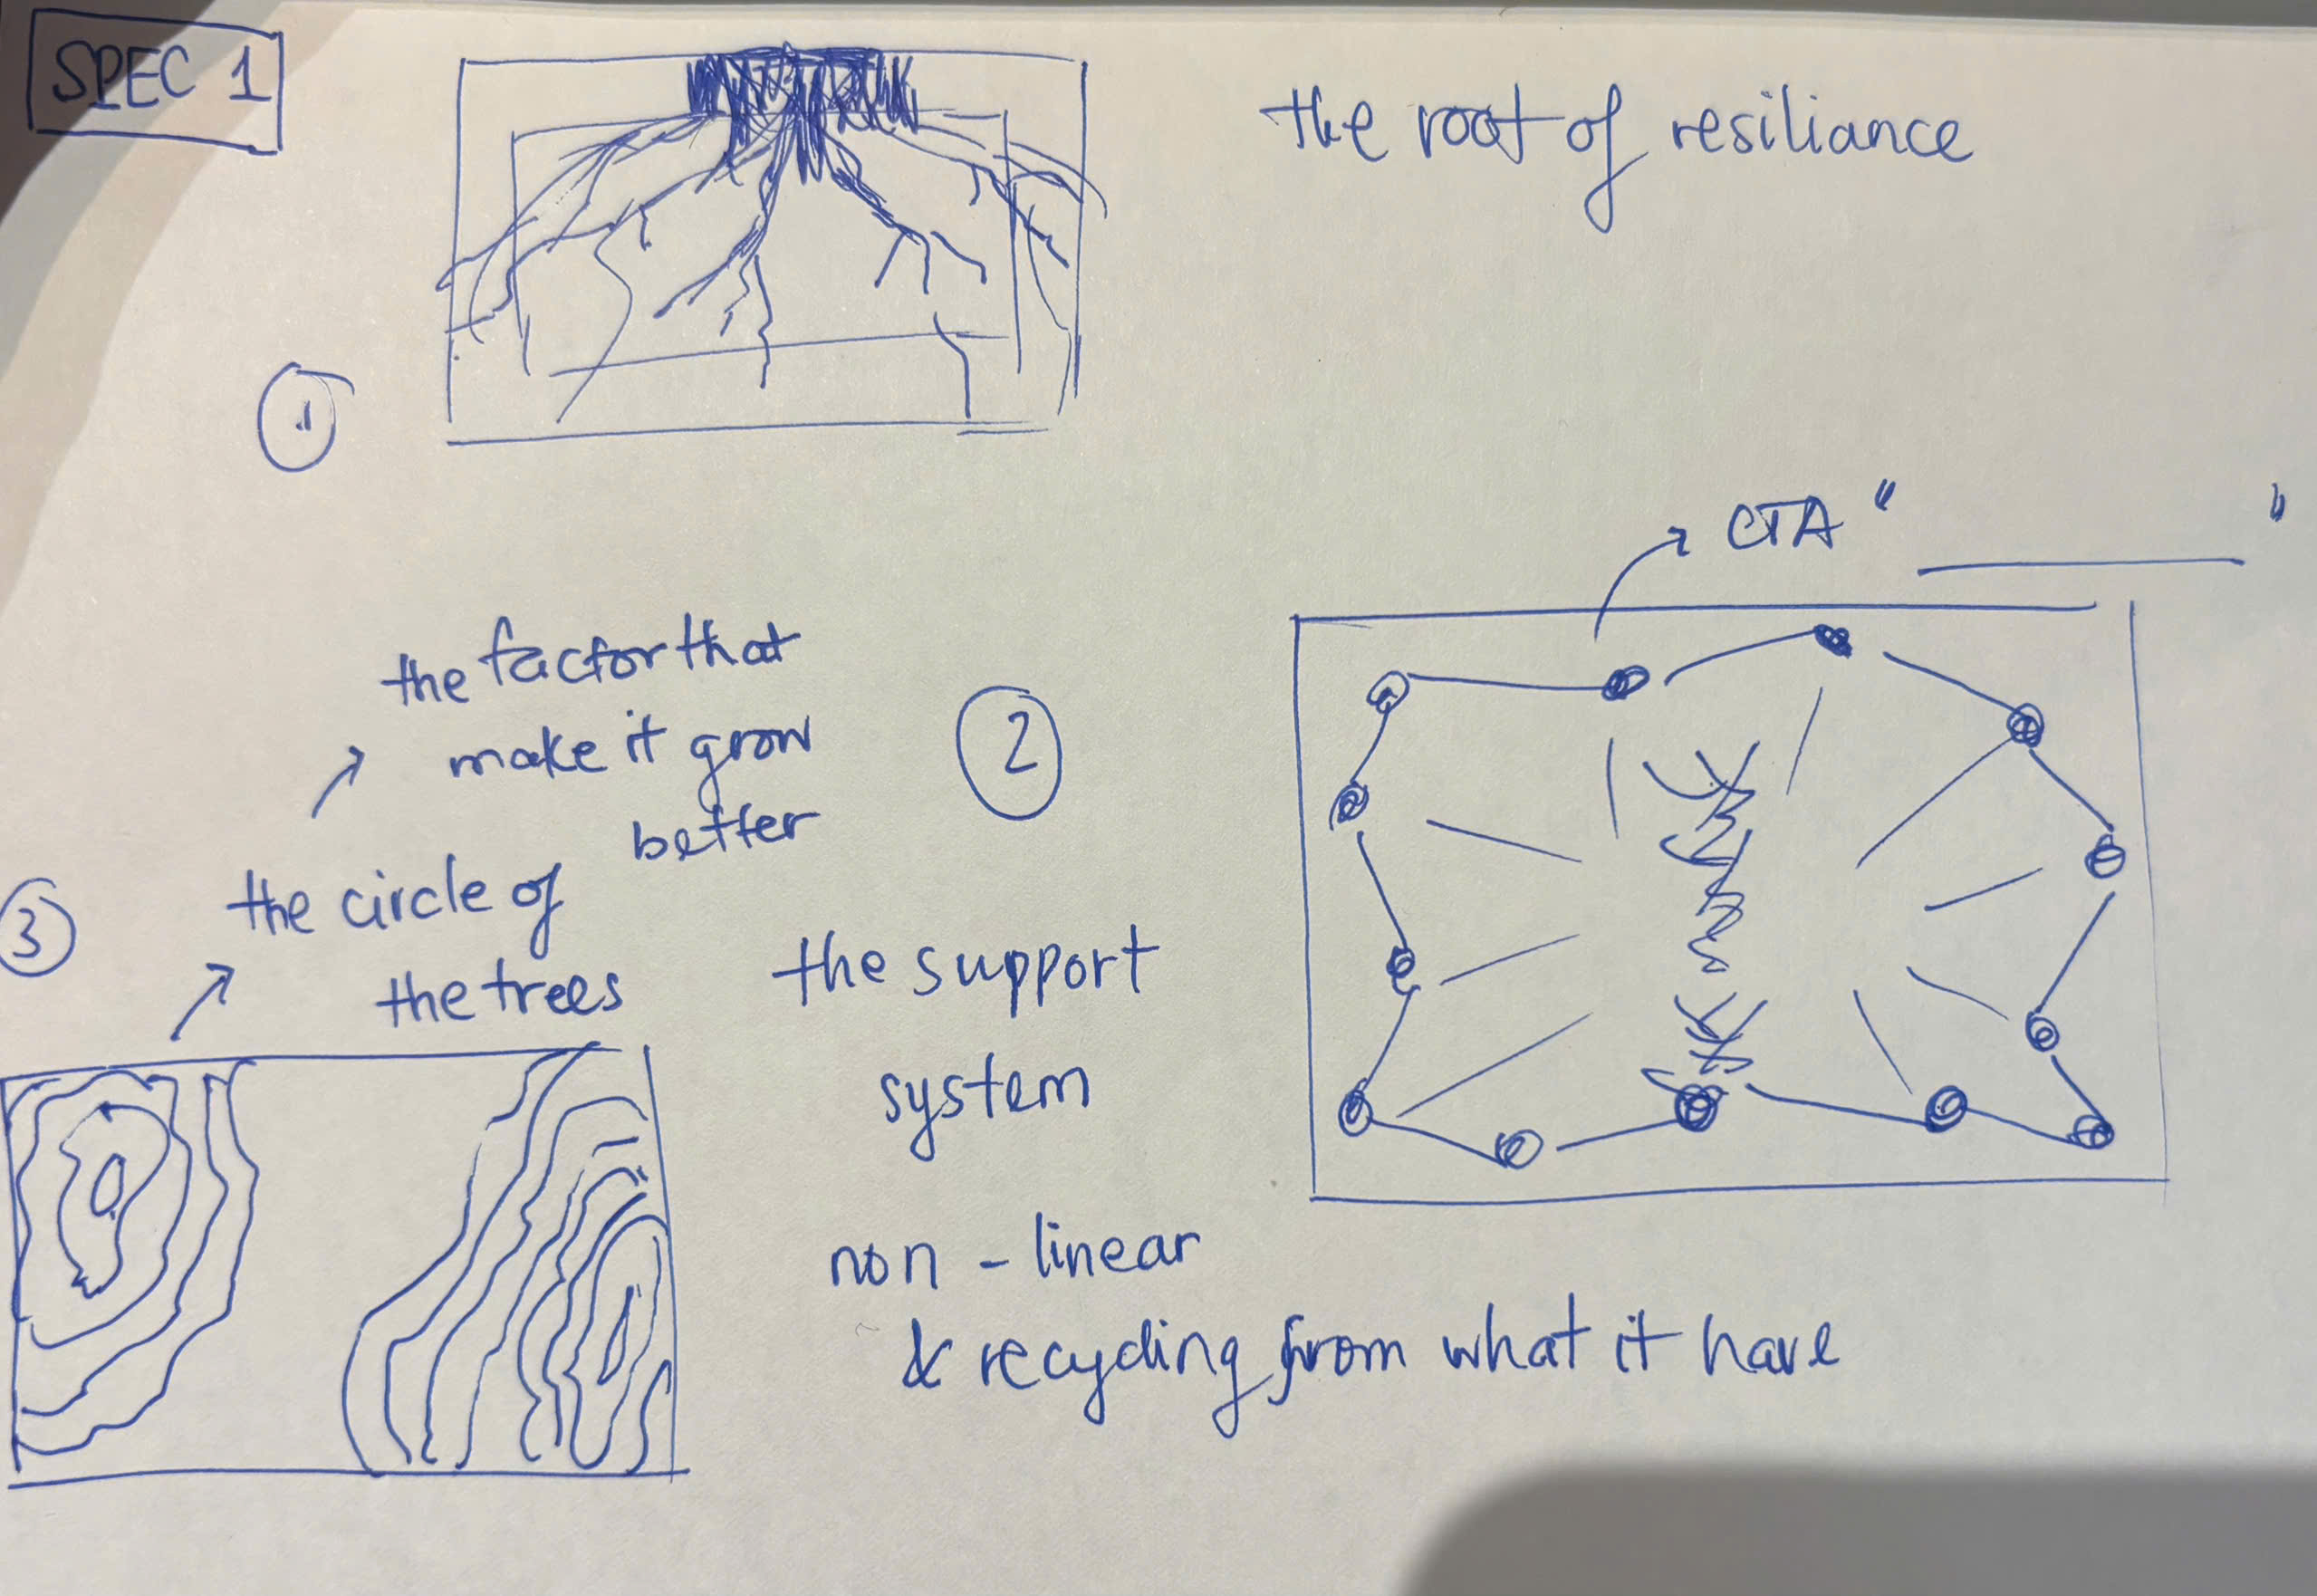 SPEC 1
the root of resiliance
1
CTA "                "
the factor that
make it grow
better
2
3
the circle of
the trees
the support
system
non - linear
& recycling from what it have